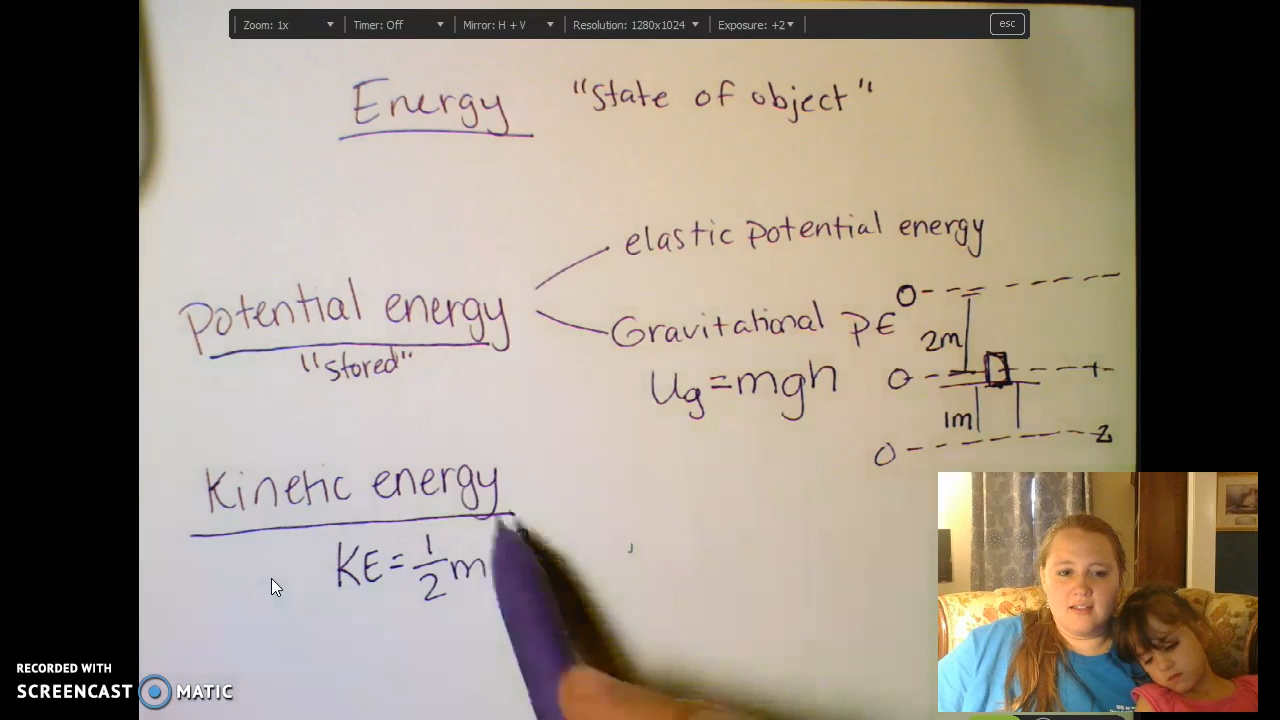 Zoom: 1x Timer: Off Mirror: H + V Resolution: 1280x1024 Exposure: +2 esc
Energy "state of object"
elastic potential energy
Potential energy
"stored"
Gravitational PE
Ug=mgh
0
2m
0
1m
0
Kinetic energy
KE=1/2m
RECORDED WITH
SCREENCAST MATIC